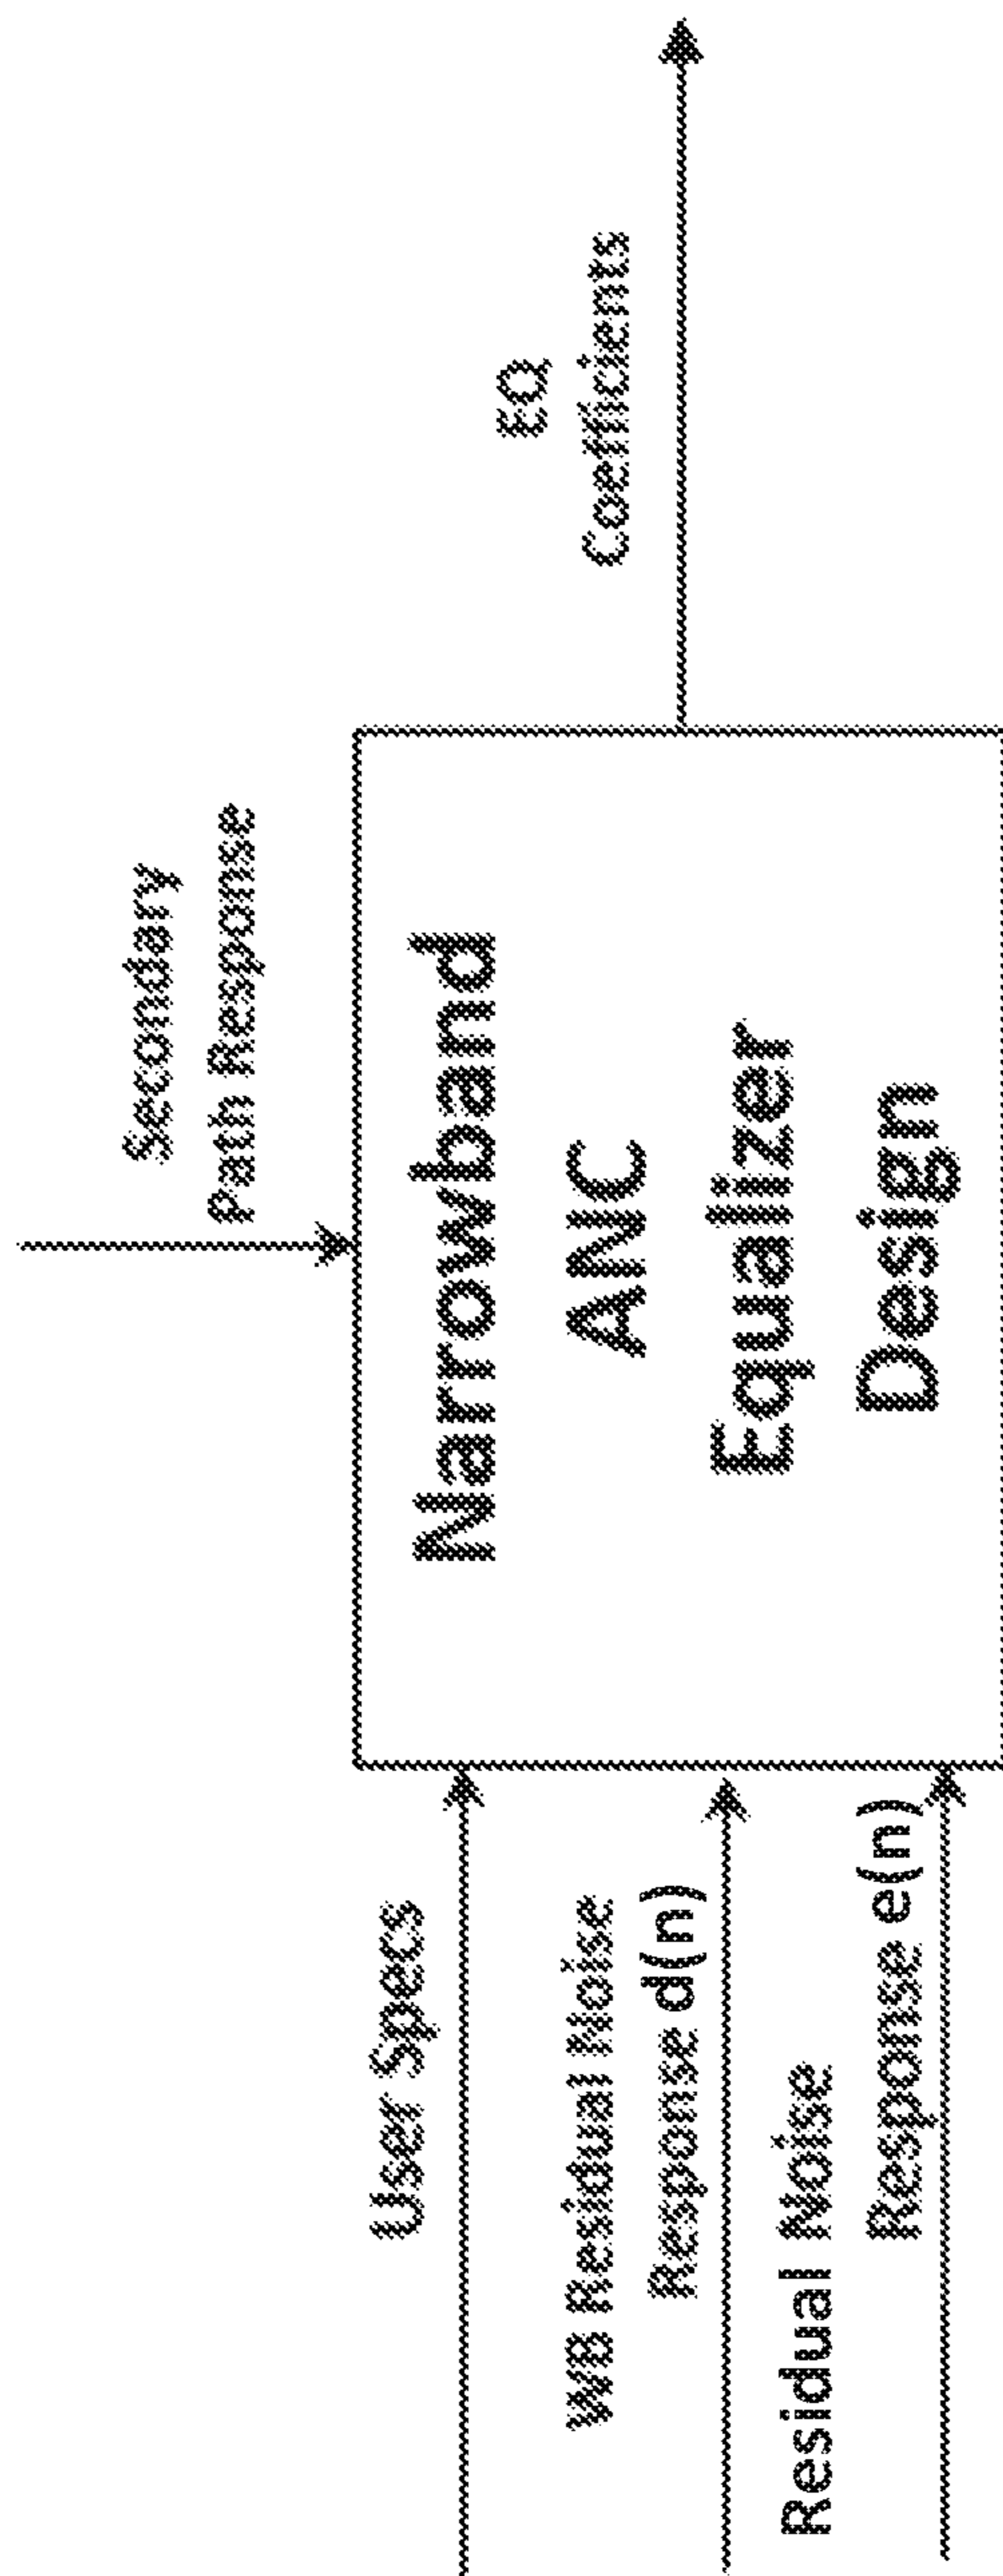 Secondary
Path Response
User Specs
WB Residual Noise
Response d(n)
Residual Noise
Response e(n)
Narrowband
ANC
Equalizer
Design
EQ
Coefficients